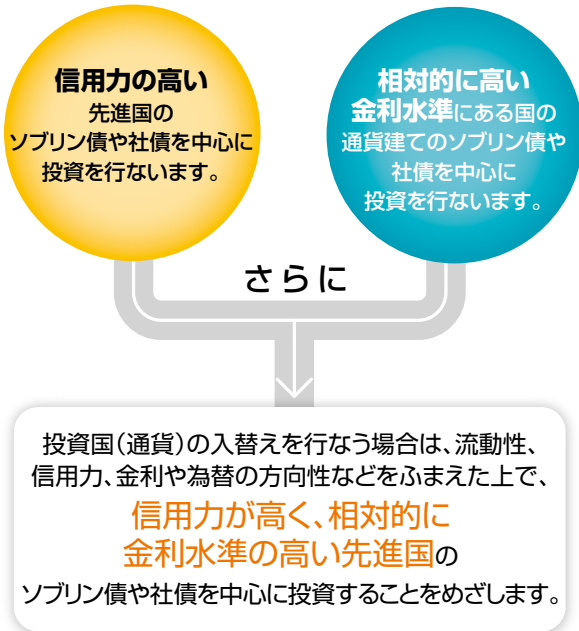 信用力の高い
先進国の
ソブリン債や社債を中心に
投資を行ないます。
相対的に高い
金利水準にある国の
通貨建てのソブリン債や
社債を中心に
投資を行ないます。
さらに
投資国(通貨)の入替えを行なう場合は、流動性、
信用力、金利や為替の方向性などをふまえた上で、
信用力が高く、相対的に
金利水準の高い先進国の
ソブリン債や社債を中心に投資することをめざします。